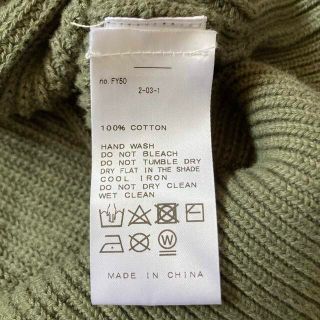 no. FY50
2-03-1
100% COTTON
HAND WASH
DO NOT BLEACH
DO NOT TUMBLE DRY
DRY FLAT IN THE SHADE
COOL IRON
DO NOT DRY CLEAN
WET CLEAN
MADE IN CHINA